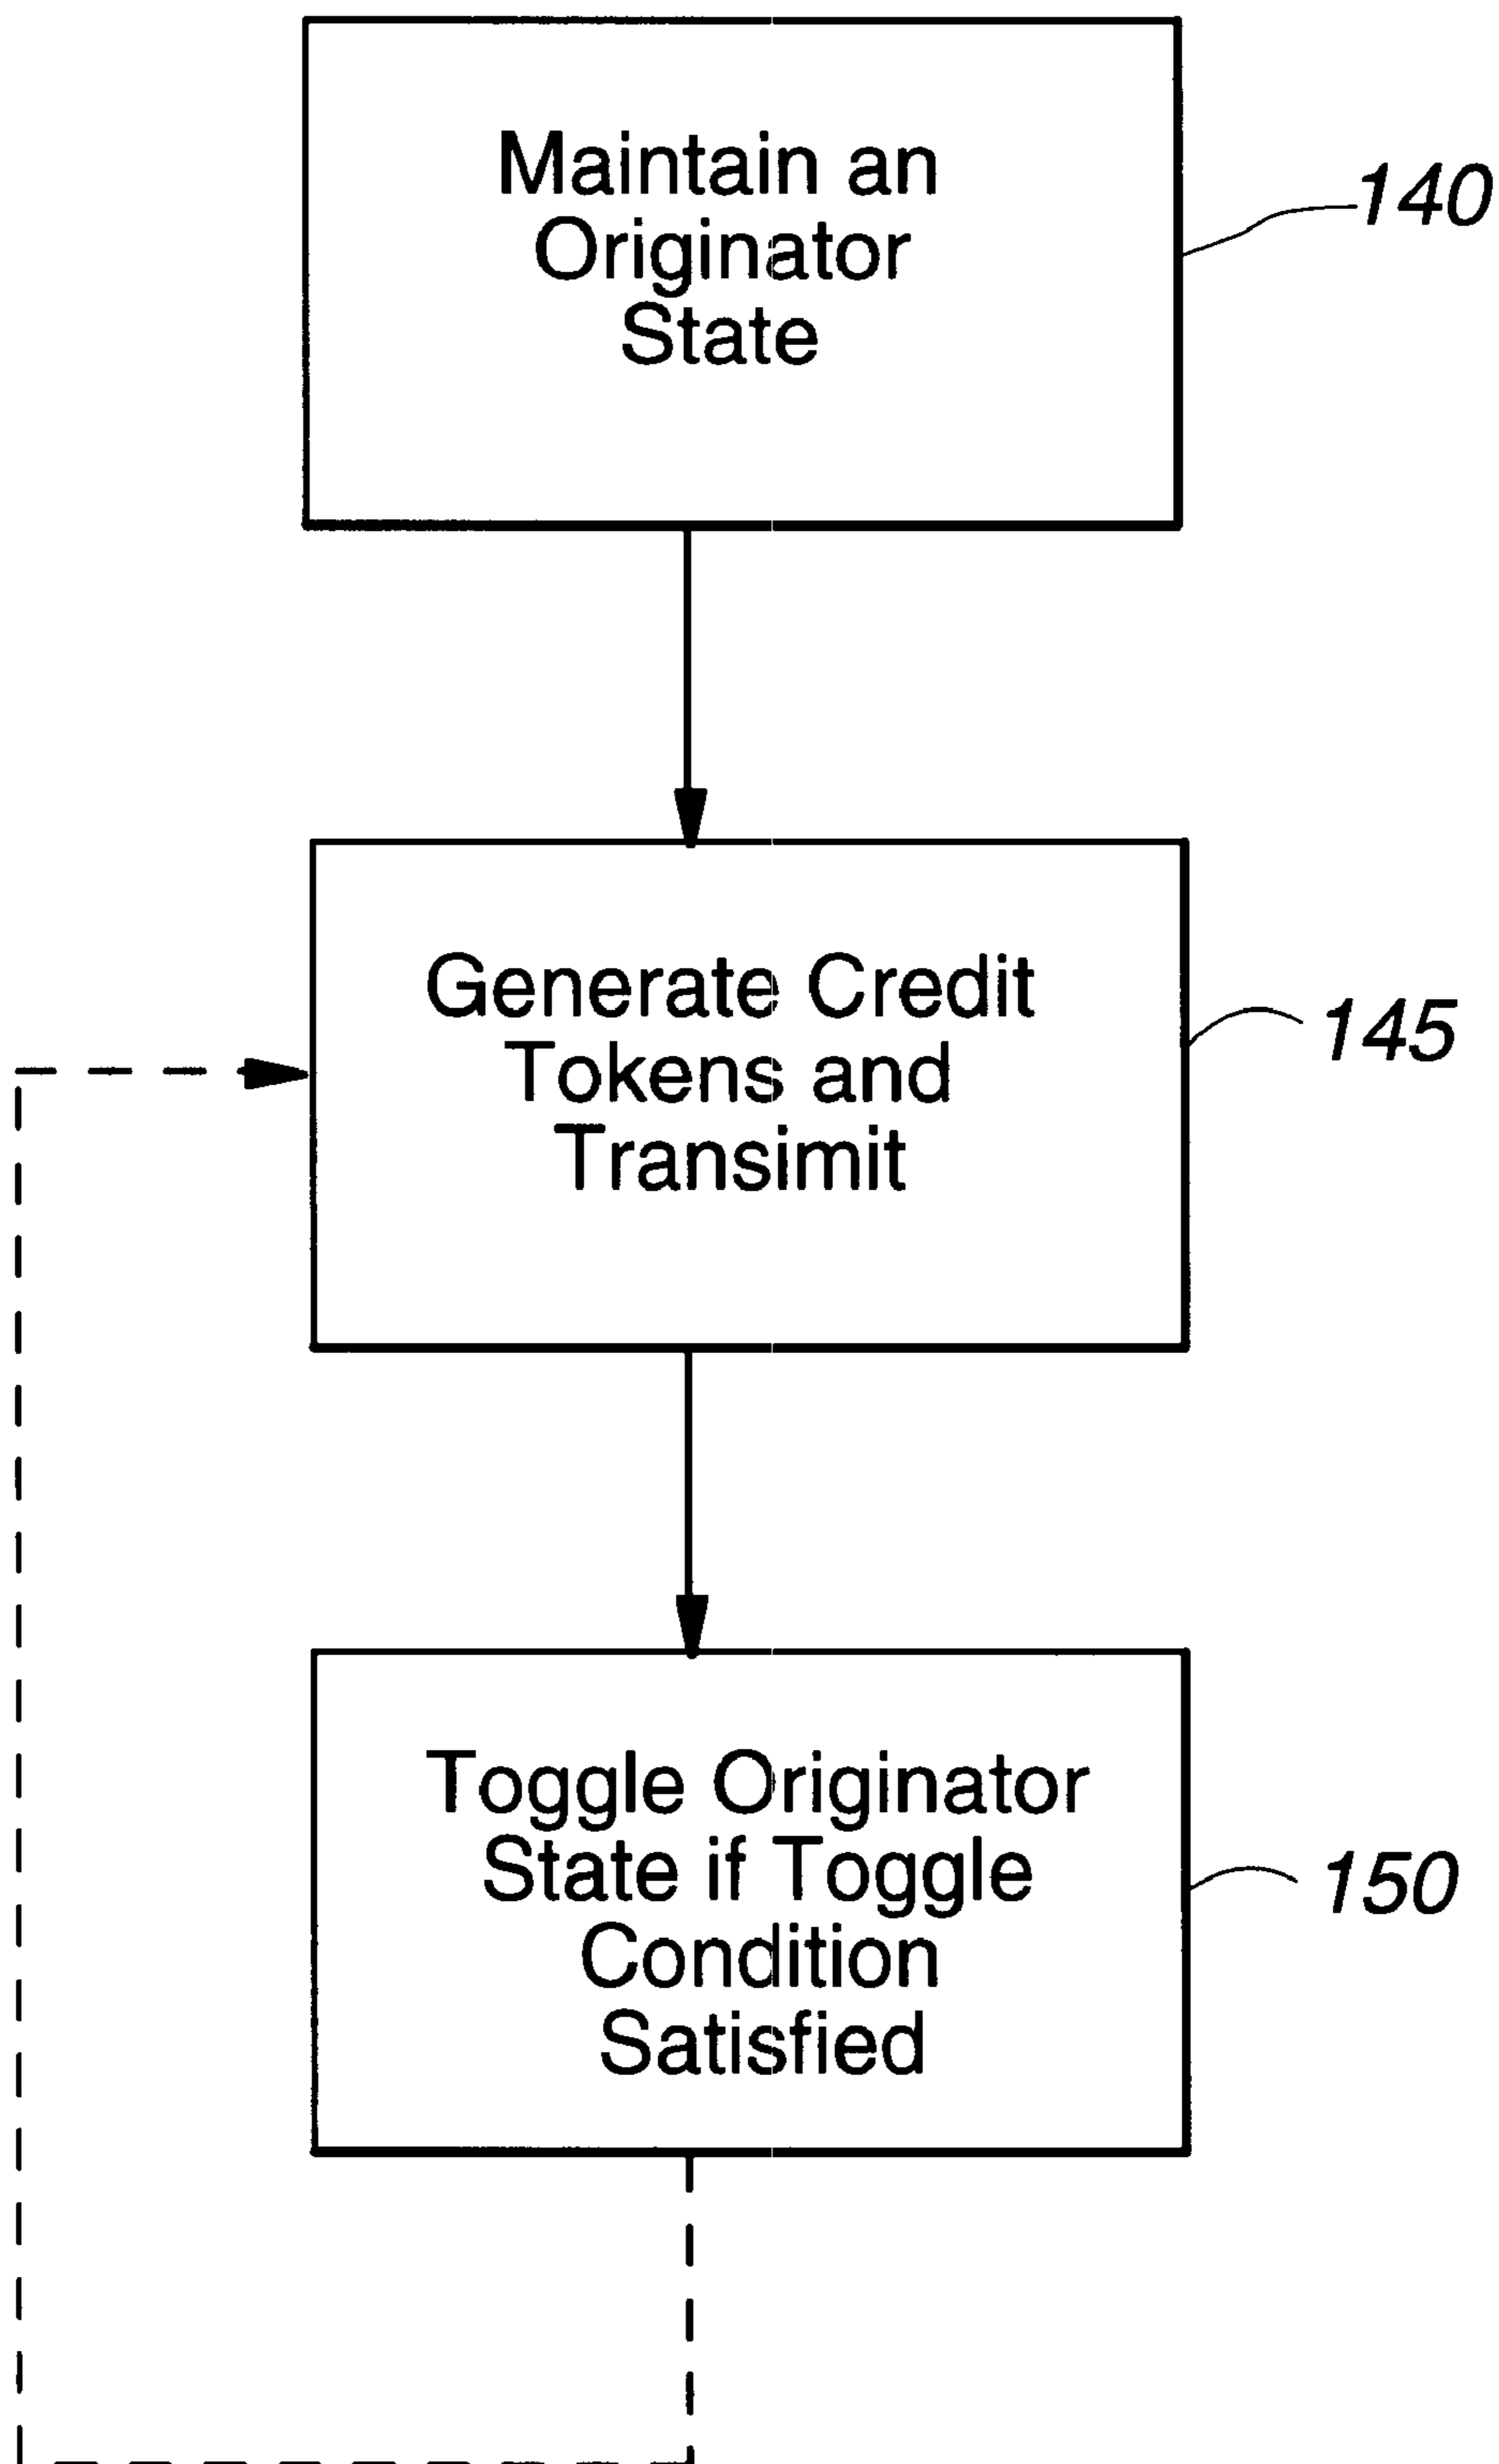 Maintain an
Originator
State
140
Generate Credit
Tokens and
Transimit
145
Toggle Originator
State if Toggle
Condition
Satisfied
150